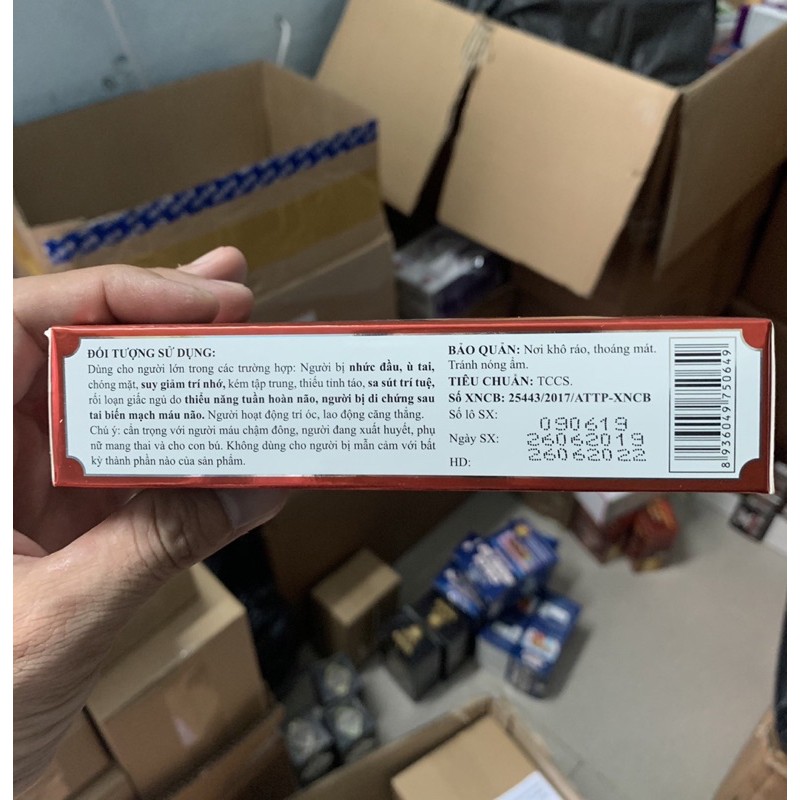 ĐỐI TƯỢNG SỬ DỤNG:
Dùng cho người lớn trong các trường hợp: Người bị nhức đầu, ù tai,
chóng mặt, suy giảm trí nhớ, kém tập trung, thiếu tỉnh táo, sa sút trí tuệ,
rối loạn giấc ngủ do thiểu năng tuần hoàn não, người bị di chứng sau
tai biến mạch máu não. Người hoạt động trí óc, lao động căng thẳng.
Chú ý: cẩn trọng với người máu chậm đông, người đang xuất huyết, phụ
nữ mang thai và cho con bú. Không dùng cho người bị mẫn cảm với bất
kỳ thành phần nào của sản phẩm.
BẢO QUẢN: Nơi khô ráo, thoáng mát.
Tránh nóng ẩm.
TIÊU CHUẨN: TCCS.
Số XNCB: 25443/2017/ATTP-XNCB
Số lô SX: 090619
Ngày SX: 26062019
HD: 26062022
8936049750649